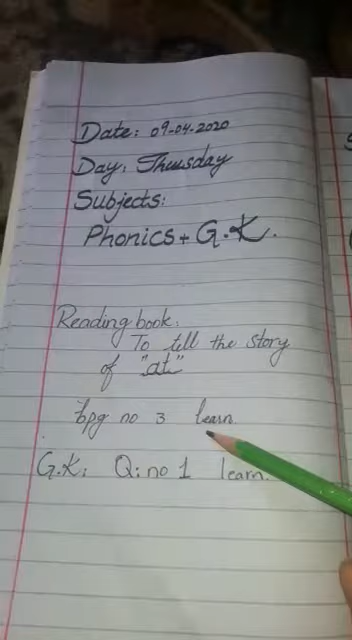 Date: 09-04-2020
Day: Thursday
Subjects:
Phonics + G.K.
Reading book:
To tell the story
of "at"
bpg no 3 learn.
G.K: Q: no 1 learn.